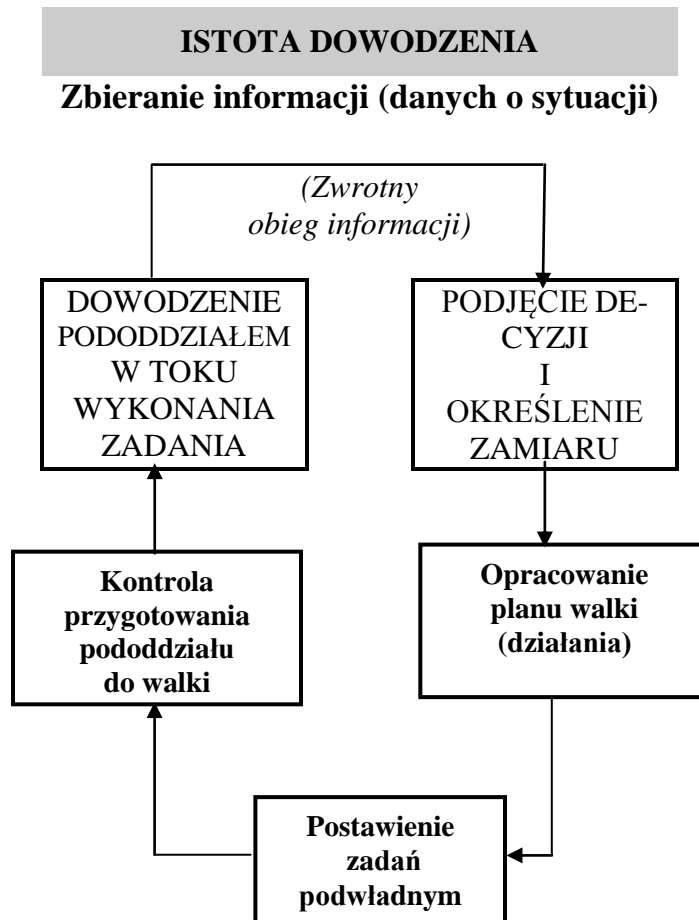 ISTOTA DOWODZENIA
Zbieranie informacji (danych o sytuacji)
(Zwrotny
obieg informacji)
DOWODZENIE
PODODDZIAŁEM
W TOKU
WYKONANIA
ZADANIA
PODJĘCIE DE-
CYZJI
I
OKREŚLENIE
ZAMIARU
Kontrola
przygotowania
pododdziału
do walki
Opracowanie
planu walki
(działania)
Postawienie
zadań
podwładnym